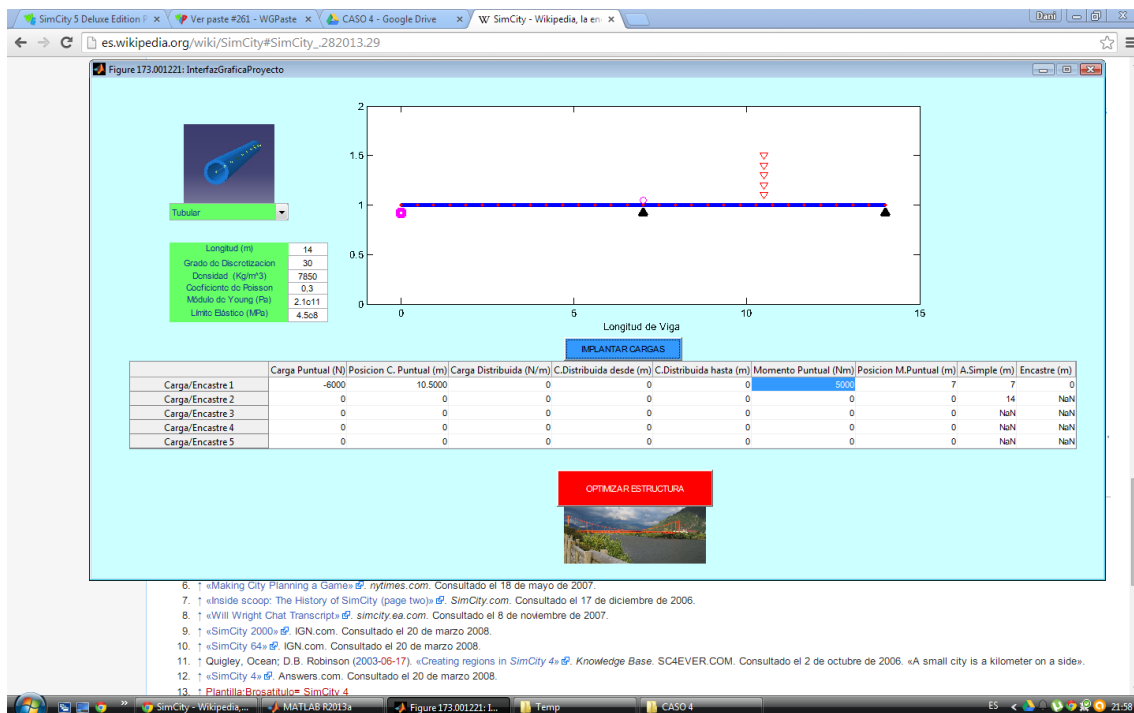 SimCity 5 Deluxe Edition P
Ver paste #261 - WGPaste
CASO 4 - Google Drive
W SimCity - Wikipedia, la en
Dani
es.wikipedia.org/wiki/SimCity#SimCity_.282013.29
Figure 173.001221: InterfazGraficaProyecto
Tubular
Longitud (m) 14
Grado de Discretizacion 30
Densidad (Kg/m^3) 7850
Coeficiente de Poisson 0,3
Módulo de Young (Pa) 2.1e11
Límite Elástico (MPa) 4.5e8
2
1.5
1
0.5
0
0 5 10 15
Longitud de Viga
IMPLANTAR CARGAS
Carga Puntual (N) Posicion C. Puntual (m) Carga Distribuida (N/m) C.Distribuida desde (m) C.Distribuida hasta (m) Momento Puntual (Nm) Posicion M.Puntual (m) A.Simple (m) Encastre (m)
Carga/Encastre 1 -6000 10.5000 0 0 0 5000 7 7 0
Carga/Encastre 2 0 0 0 0 0 0 0 14 NaN
Carga/Encastre 3 0 0 0 0 0 0 0 NaN NaN
Carga/Encastre 4 0 0 0 0 0 0 0 NaN NaN
Carga/Encastre 5 0 0 0 0 0 0 0 NaN NaN
OPTIMIZAR ESTRUCTURA
6. ↑ «Making City Planning a Game». nytimes.com. Consultado el 18 de mayo de 2007.
7. ↑ «Inside scoop: The History of SimCity (page two)». SimCity.com. Consultado el 17 de diciembre de 2006.
8. ↑ «Will Wright Chat Transcript». simcity.ea.com. Consultado el 8 de noviembre de 2007.
9. ↑ «SimCity 2000». IGN.com. Consultado el 20 de marzo 2008.
10. ↑ «SimCity 64». IGN.com. Consultado el 20 de marzo 2008.
11. ↑ Quigley, Ocean; D.B. Robinson (2003-06-17). «Creating regions in SimCity 4». Knowledge Base. SC4EVER.COM. Consultado el 2 de octubre de 2006. «A small city is a kilometer on a side».
12. ↑ «SimCity 4». Answers.com. Consultado el 20 de marzo 2008.
13. ↑ Plantilla:Brosatítulo= SimCity 4
SimCity - Wikipedia,...
MATLAB R2013a
Figure 173.001221: I...
Temp
CASO 4
ES
21:58